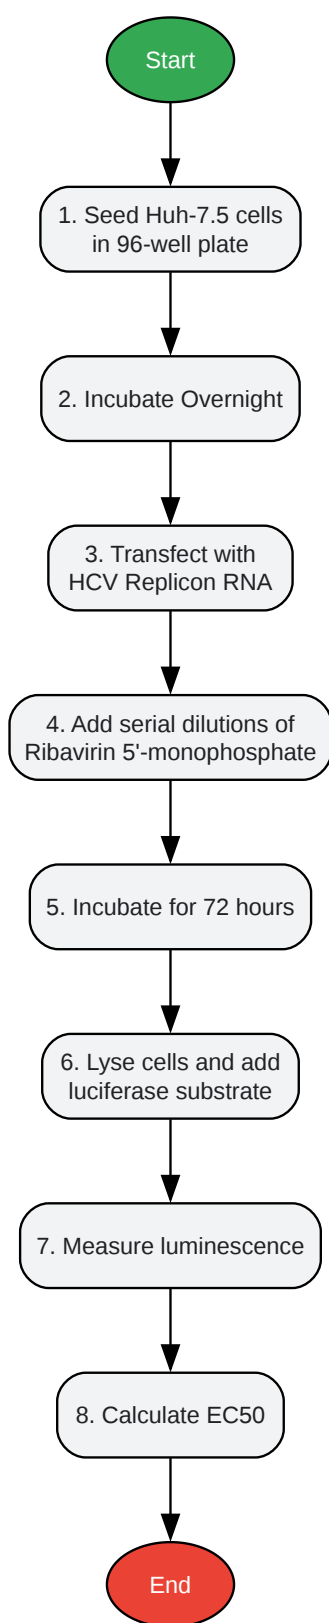 Start
1. Seed Huh-7.5 cells
in 96-well plate
2. Incubate Overnight
3. Transfect with
HCV Replicon RNA
4. Add serial dilutions of
Ribavirin 5'-monophosphate
5. Incubate for 72 hours
6. Lyse cells and add
luciferase substrate
7. Measure luminescence
8. Calculate EC50
End